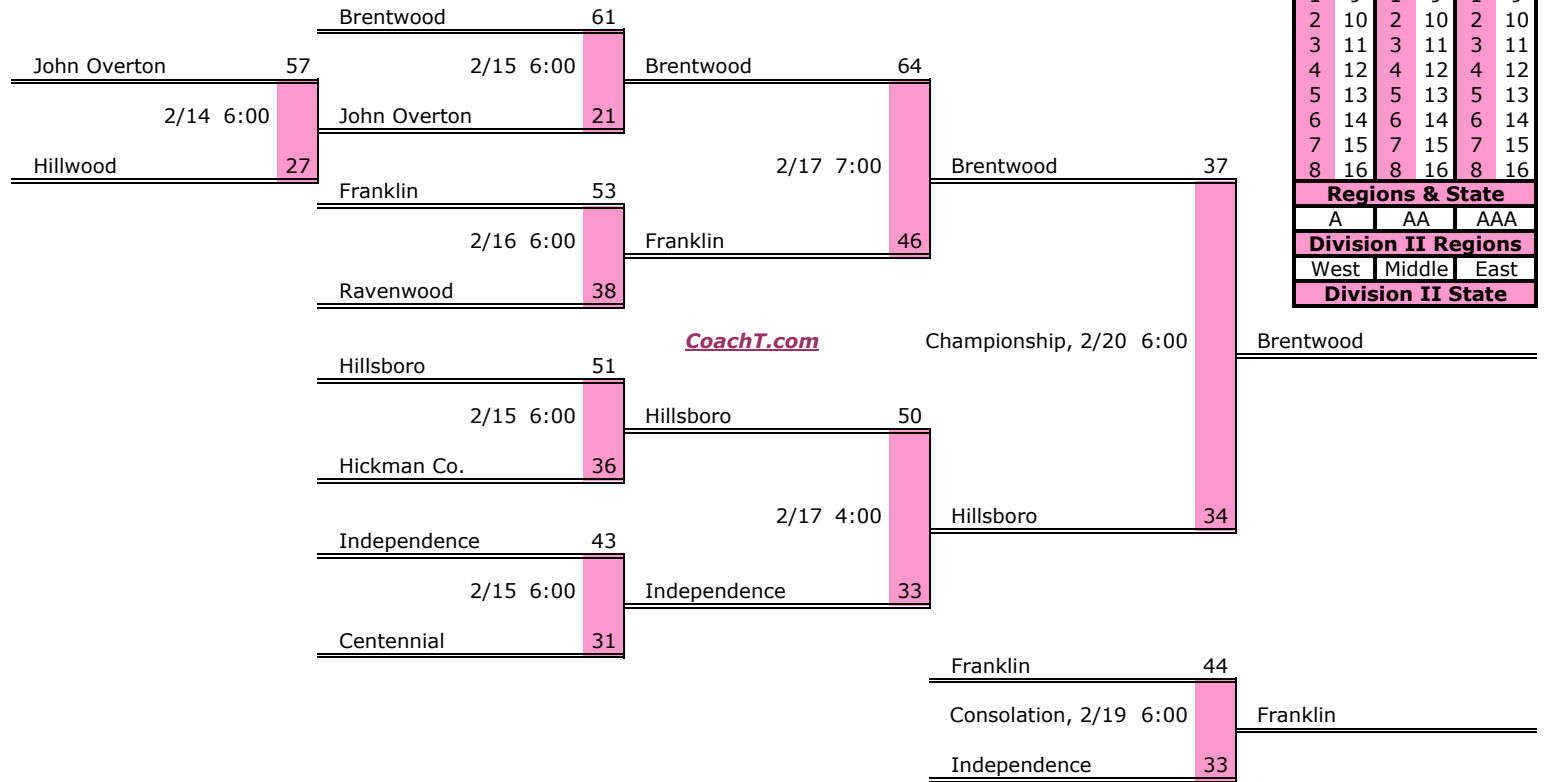 Brentwood 61
John Overton 57
2/15 6:00
Brentwood 64
2/14 6:00
John Overton 21
Hillwood 27
2/17 7:00
Brentwood 37
Franklin 53
2/16 6:00
Franklin 46
Ravenwood 38
CoachT.com
Championship, 2/20 6:00
Brentwood
Hillsboro 51
2/15 6:00
Hillsboro 50
Hickman Co. 36
2/17 4:00
Hillsboro 34
Independence 43
2/15 6:00
Independence 33
Centennial 31
Franklin 44
Consolation, 2/19 6:00
Franklin
Independence 33
2 10 2 10 2 10
3 11 3 11 3 11
4 12 4 12 4 12
5 13 5 13 5 13
6 14 6 14 6 14
7 15 7 15 7 15
8 16 8 16 8 16
Regions & State
A AA AAA
Division II Regions
West Middle East
Division II State